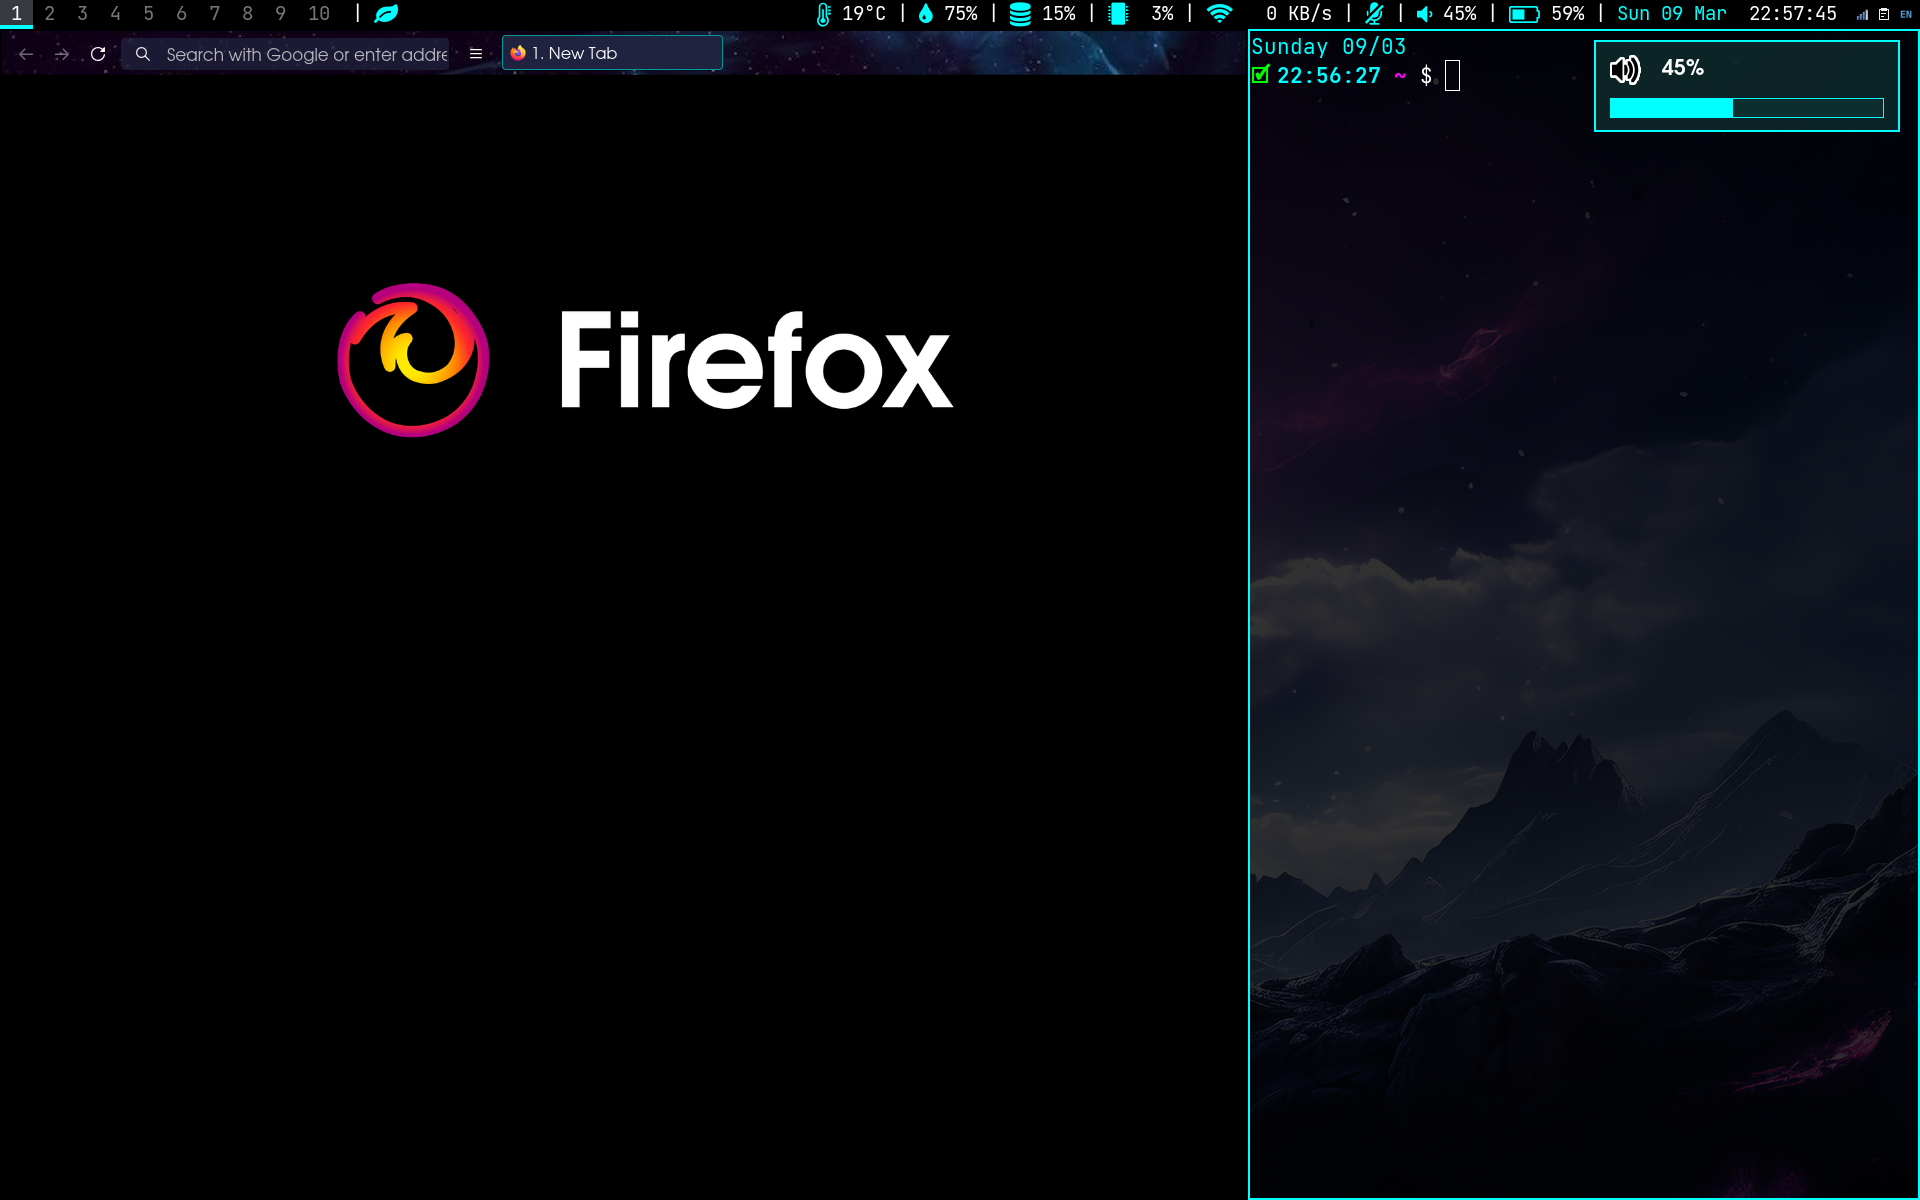 1 2 3 4 5 6 7 8 9 10 | 19°C | 75% | 15% | 3% | 0 KB/s | | 45% | 59% | Sun 09 Mar 22:57:45 EN
Search with Google or enter addre
1. New Tab
Firefox
Sunday 09/03
22:56:27 ~ $
45%